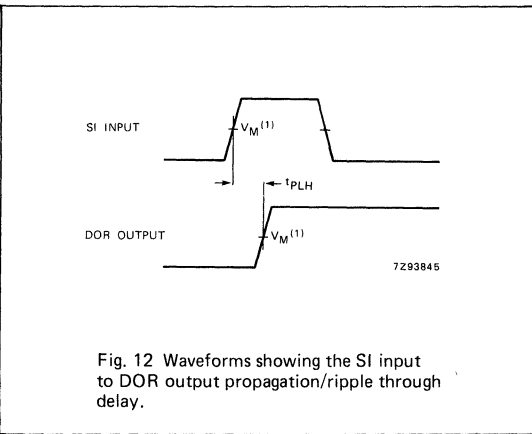 SI INPUT
VM(1)
tPLH
DOR OUTPUT
VM(1)
7Z93845
Fig. 12 Waveforms showing the SI input
to DOR output propagation/ripple through
delay.